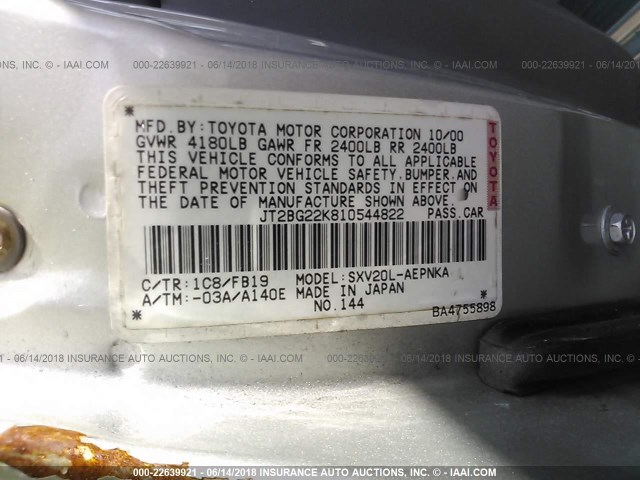 000-22639921 - 06/14/2018 INSURANCE AUTO AUCTIONS, INC. © - IAAI.COM
MFD.BY:TOYOTA MOTOR CORPORATION 10/00
GVWR 4180LB GAWR FR 2400LB RR 2400LB
THIS VEHICLE CONFORMS TO ALL APPLICABLE
FEDERAL MOTOR VEHICLE SAFETY.BUMPER.AND
THEFT PREVENTION STANDARDS IN EFFECT ON
THE DATE OF MANUFACTURE SHOWN ABOVE.
TOYOTA
JT2BG22K810544822 PASS.CAR
C/TR:1C8/FB19 MODEL:SXV20L-AEPNKA
A/TM:-03A/A140E MADE IN JAPAN
NO.144 BA4755898
000-22639921 - 06/14/2018 INSURANCE AUTO AUCTIONS, INC. © - IAAI.COM
000-22639921 - 06/14/2018 INSURANCE AUTO AUCTIONS, INC. © - IAAI.COM